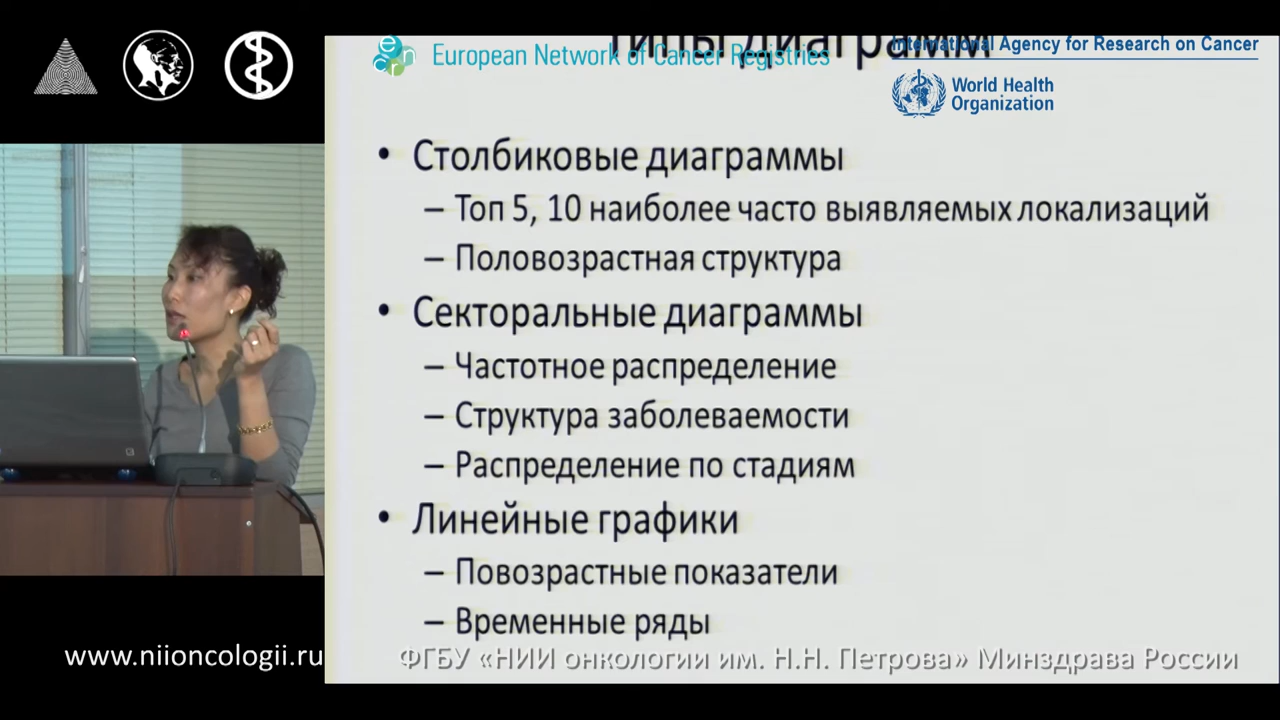 Типы диаграмм
European Network of Cancer Registries
International Agency for Research on Cancer
World Health
Organization
• Столбиковые диаграммы
– Топ 5, 10 наиболее часто выявляемых локализаций
– Половозрастная структура
• Секторальные диаграммы
– Частотное распределение
– Структура заболеваемости
– Распределение по стадиям
• Линейные графики
– Повозрастные показатели
– Временные ряды
www.niioncologii.ru
ФГБУ «НИИ онкологии им. Н.Н. Петрова» Минздрава России